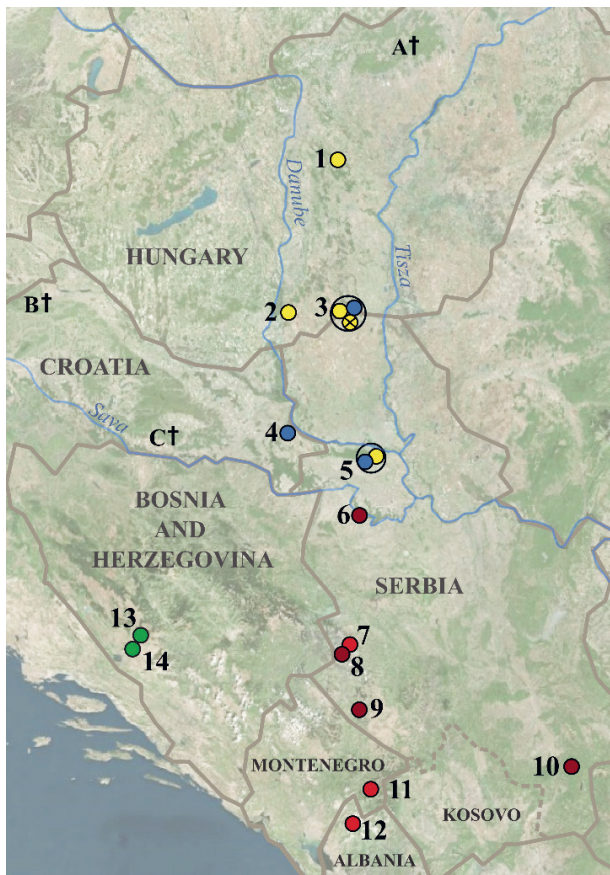 A†
1
Danube
Tisza
HUNGARY
B†
2
3
CROATIA
Sava
C†
4
5
BOSNIA
AND
HERZEGOVINA
6
SERBIA
13
14
7
8
9
MONTENEGRO
10
11
KOSOVO
12
ALBANIA